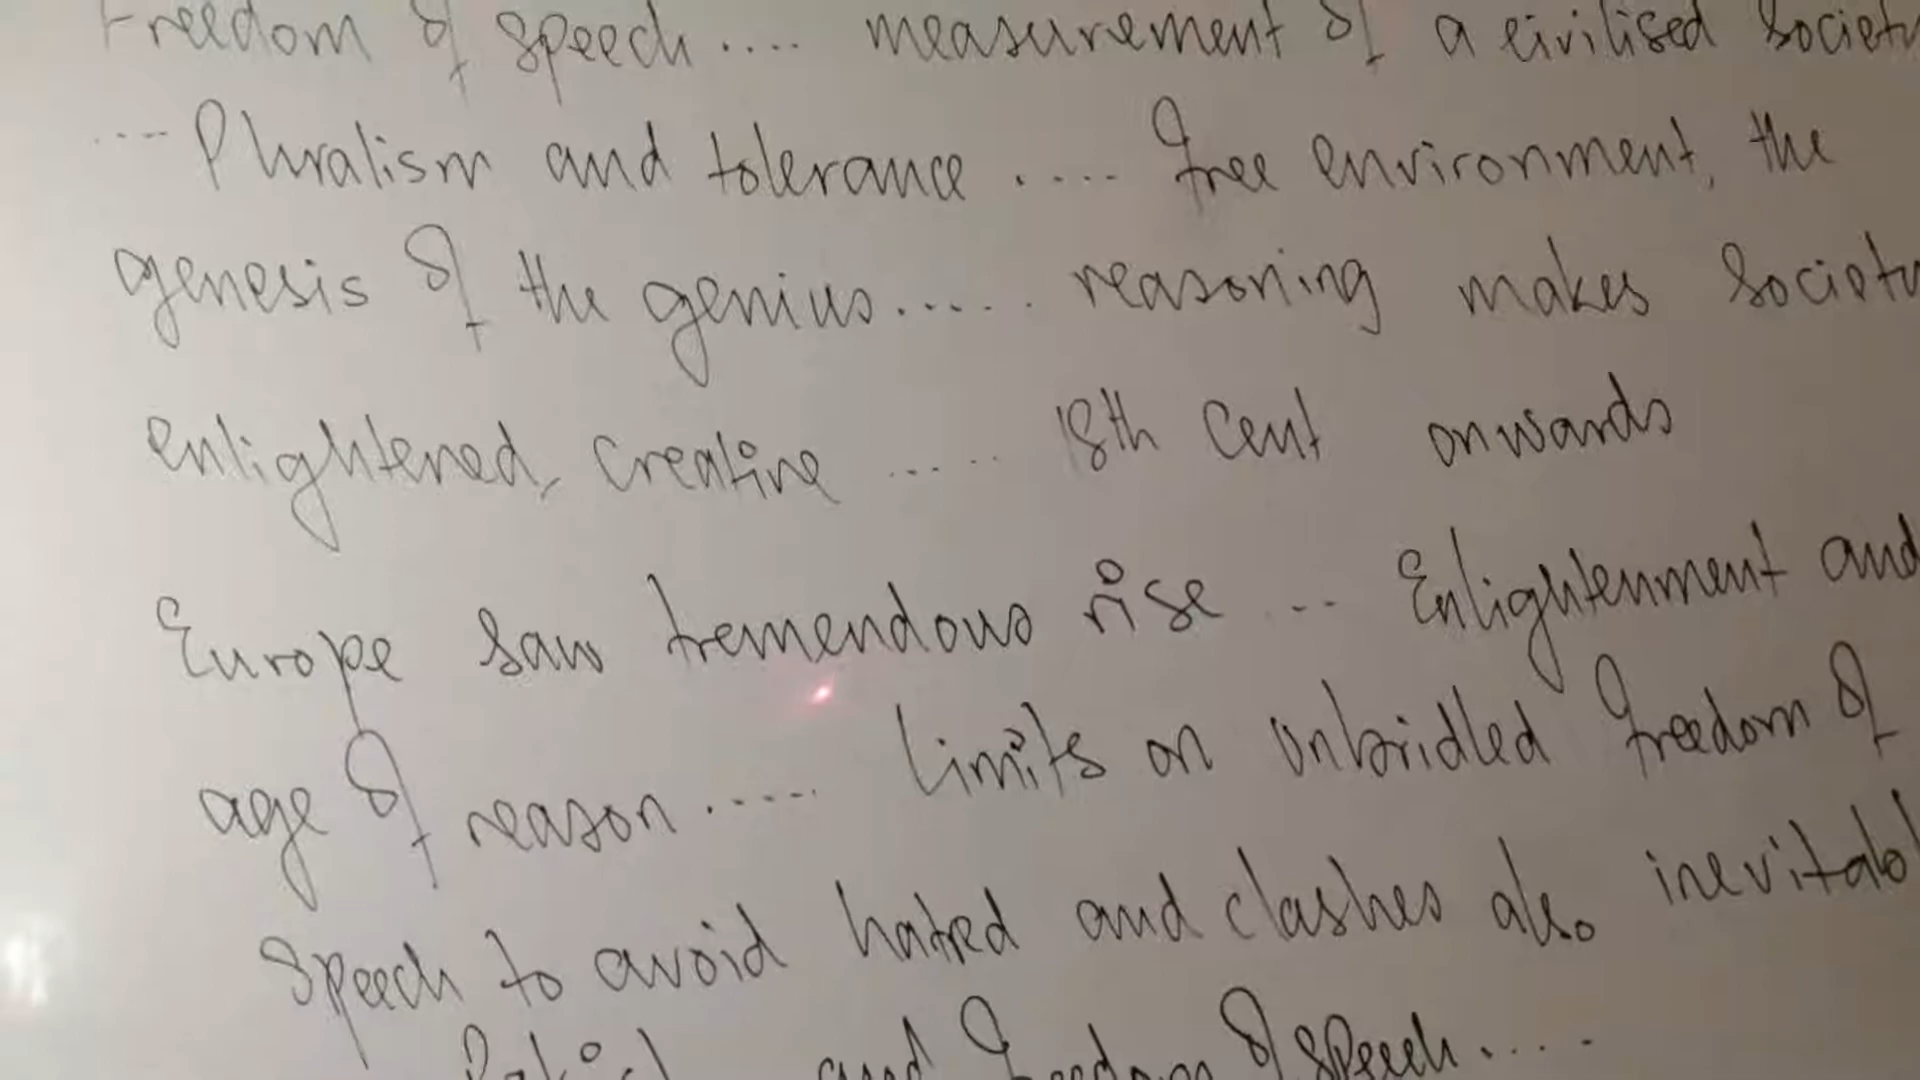 Freedom of speech .... measurement of a civilised society
.... Pluralism and tolerance ..... free environment, the
genesis of the genius ..... reasoning makes society
enlightened, creative ..... 18th Cent onwards
Europe saw tremendous rise ... Enlightenment and
age of reason ..... limits on unbridled freedom of
speech to avoid hatred and clashes also inevitabl
and freedom of speech .....